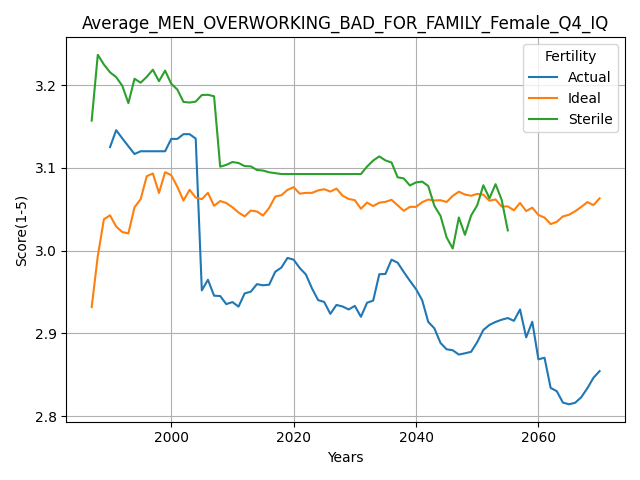 Average_MEN_OVERWORKING_BAD_FOR_FAMILY_Female_Q4_IQ
Fertility
Actual
Ideal
Sterile
3.2
3.1
3.0
2.9
2.8
Score(1-5)
2000
2020
2040
2060
Years